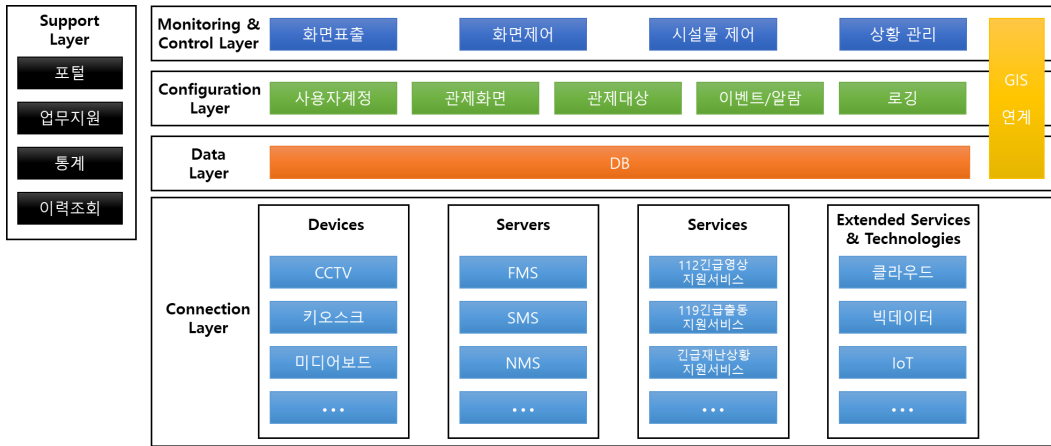 Support
Layer
포털
업무지원
통계
이력조회
Monitoring &
Control Layer
화면표출
화면제어
시설물 제어
상황 관리
Configuration
Layer
사용자계정
관제화면
관제대상
이벤트/알람
로깅
GIS
연계
Data
Layer
DB
Connection
Layer
Devices
CCTV
키오스크
미디어보드
...
Servers
FMS
SMS
NMS
...
Services
112긴급영상
지원서비스
119긴급출동
지원서비스
긴급재난상황
지원서비스
...
Extended Services
& Technologies
클라우드
빅데이터
IoT
...